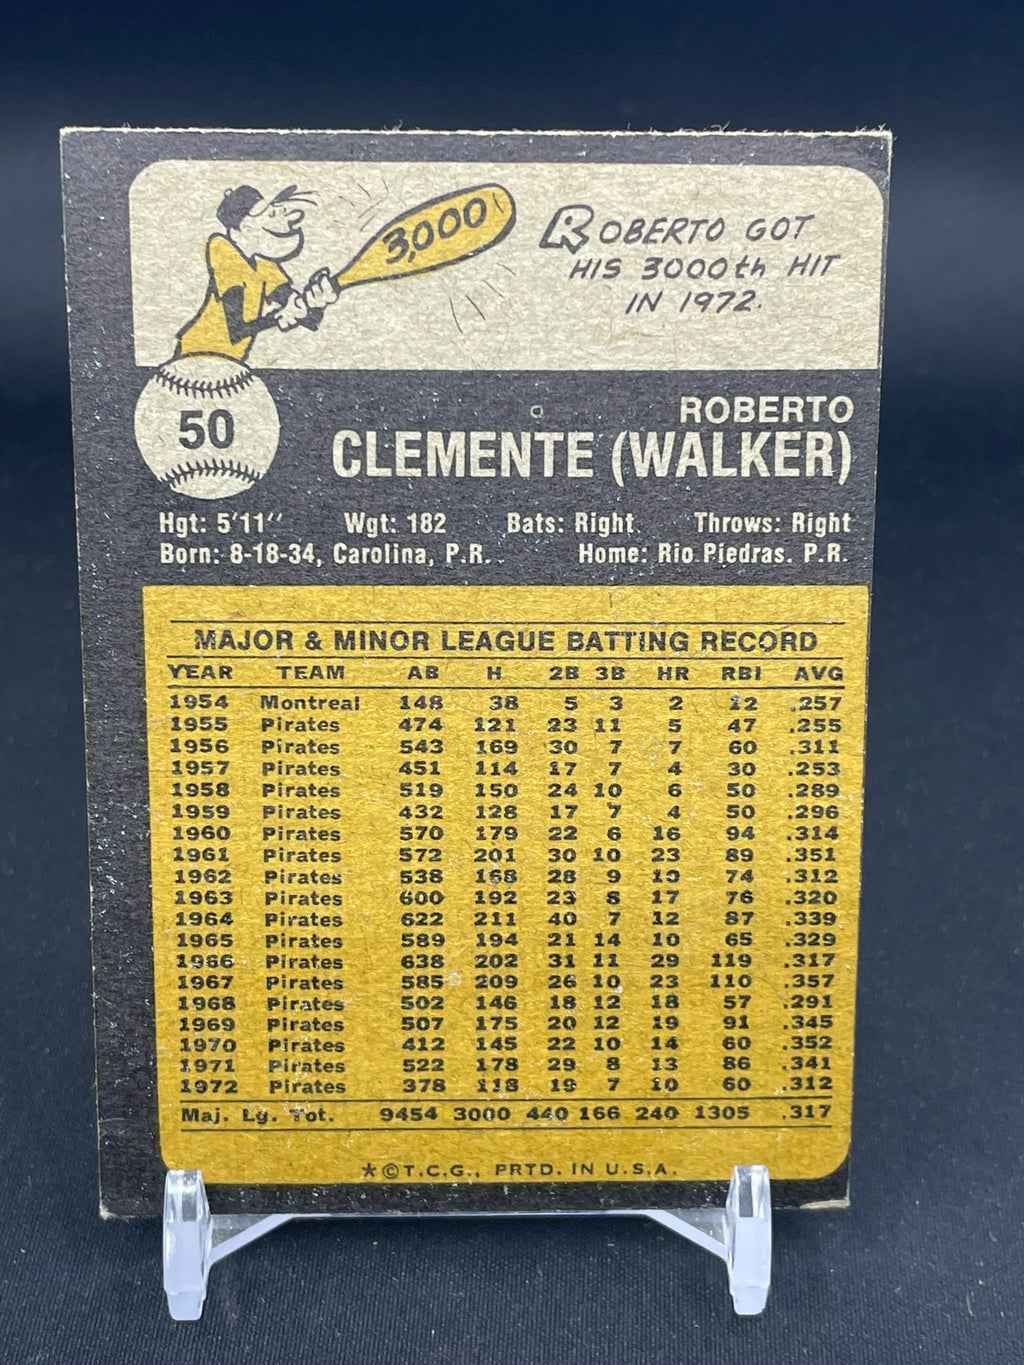 3,000
ROBERTO GOT
HIS 3000th HIT
IN 1972.
50
ROBERTO
CLEMENTE (WALKER)
Hgt: 5'11'' Wgt: 182 Bats: Right Throws: Right
Born: 8-18-34, Carolina, P.R. Home: Rio Piedras. P.R.
MAJOR & MINOR LEAGUE BATTING RECORD
YEAR TEAM AB H 2B 3B HR RBI AVG
1954 Montreal 148 38 5 3 2 12 .257
1955 Pirates 474 121 23 11 5 47 .255
1956 Pirates 543 169 30 7 7 60 .311
1957 Pirates 451 114 17 7 4 30 .253
1958 Pirates 519 150 24 10 6 50 .289
1959 Pirates 432 128 17 7 4 50 .296
1960 Pirates 570 179 22 6 16 94 .314
1961 Pirates 572 201 30 10 23 89 .351
1962 Pirates 538 168 28 9 10 74 .312
1963 Pirates 600 192 23 8 17 76 .320
1964 Pirates 622 211 40 7 12 87 .339
1965 Pirates 589 194 21 14 10 65 .329
1966 Pirates 638 202 31 11 29 119 .317
1967 Pirates 585 209 26 10 23 110 .357
1968 Pirates 502 146 18 12 18 57 .291
1969 Pirates 507 175 20 12 19 91 .345
1970 Pirates 412 145 22 10 14 60 .352
1971 Pirates 522 178 29 8 13 86 .341
1972 Pirates 378 118 19 7 10 60 .312
Maj. Lg. Tot. 9454 3000 440 166 240 1305 .317
*©T.C.G., PRTD. IN U.S.A.